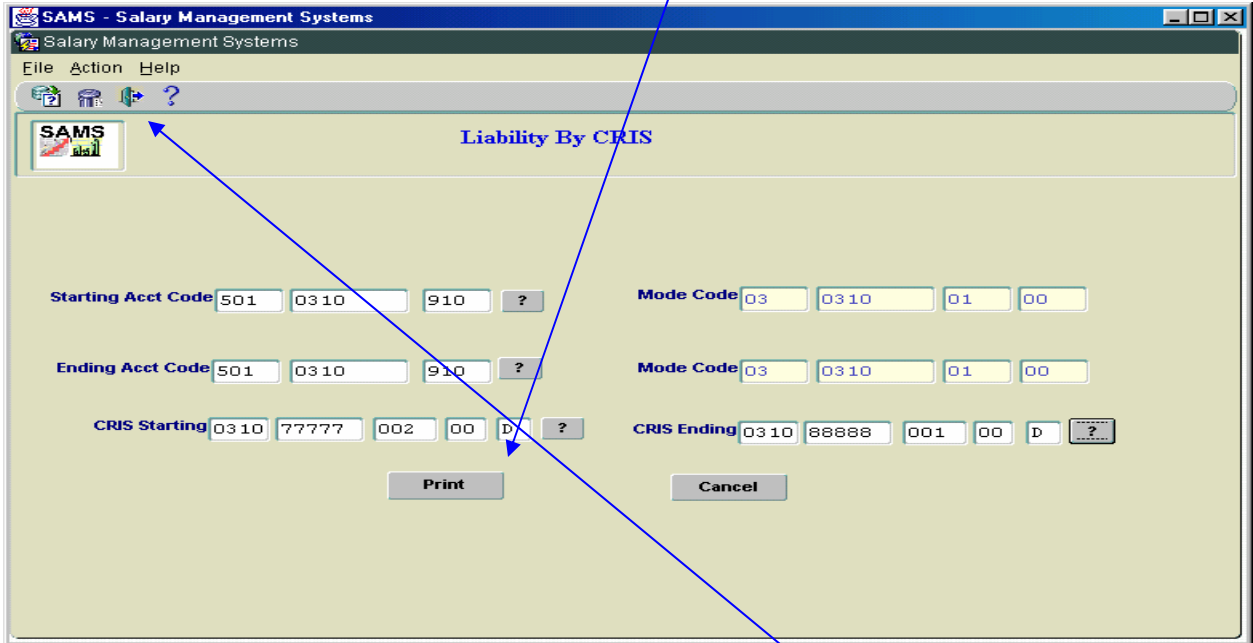 SAMS - Salary Management Systems
Salary Management Systems
File Action Help
?
SAMS
Liability By CRIS
Starting Acct Code 501 0310 910 ? Mode Code 03 0310 01 00
Ending Acct Code 501 0310 910 ? Mode Code 03 0310 01 00
CRIS Starting 0310 77777 002 00 D ? CRIS Ending 0310 88888 001 00 D ?
Print Cancel